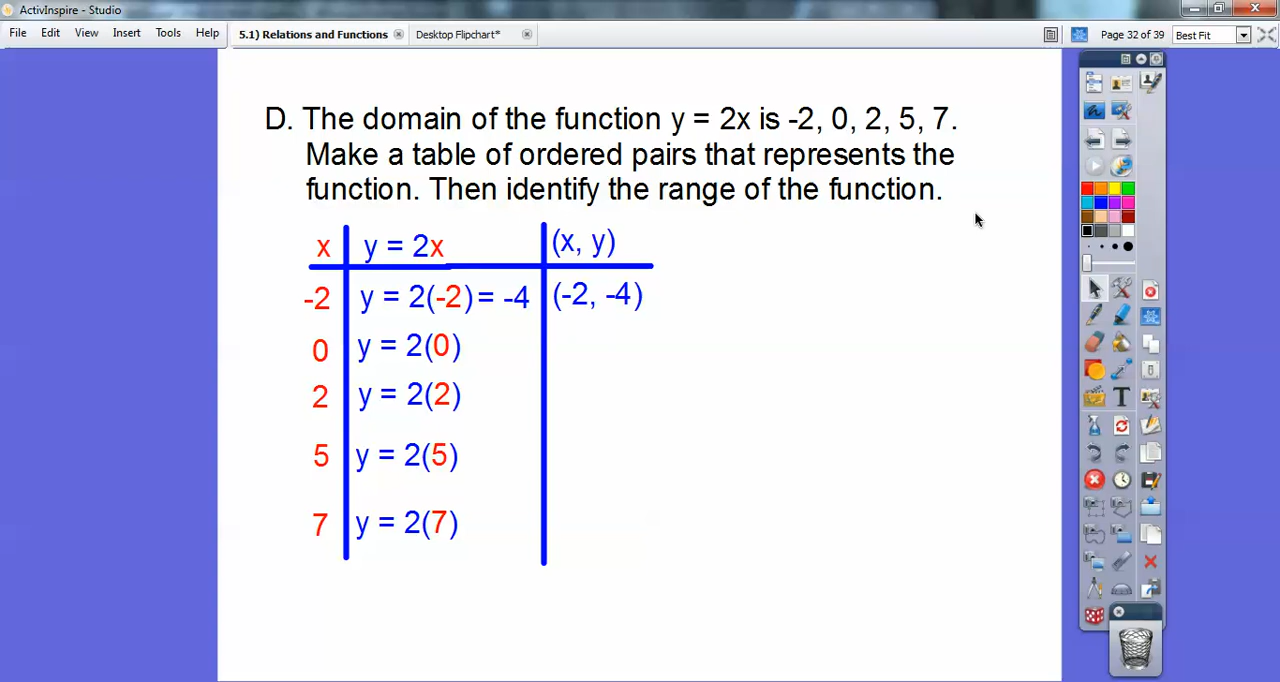 ActivInspire - Studio
File Edit View Insert Tools Help 5.1) Relations and Functions Desktop Flipchart* Page 32 of 39 Best Fit
D. The domain of the function y = 2x is -2, 0, 2, 5, 7.
Make a table of ordered pairs that represents the
function. Then identify the range of the function.
x y = 2x (x, y)
-2 y = 2(-2) = -4 (-2, -4)
0 y = 2(0)
2 y = 2(2)
5 y = 2(5)
7 y = 2(7)